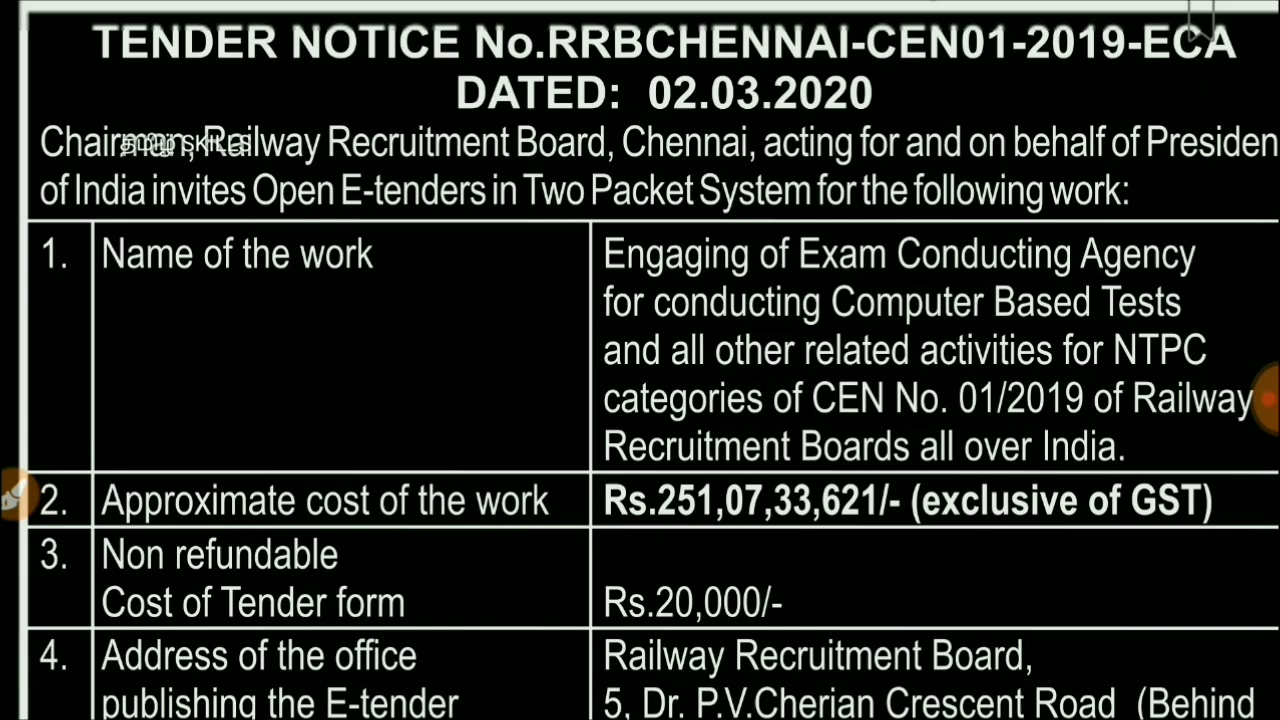 TENDER NOTICE No.RRBCHENNAI-CEN01-2019-ECA
DATED: 02.03.2020
Chairman, Railway Recruitment Board, Chennai, acting for and on behalf of Presiden
தமிழ் SKILLS
of India invites Open E-tenders in Two Packet System for the following work:
1. Name of the work Engaging of Exam Conducting Agency
for conducting Computer Based Tests
and all other related activities for NTPC
categories of CEN No. 01/2019 of Railway
Recruitment Boards all over India.
2. Approximate cost of the work Rs.251,07,33,621/- (exclusive of GST)
3. Non refundable
Cost of Tender form Rs.20,000/-
4. Address of the office Railway Recruitment Board,
publishing the E-tender 5, Dr. P.V.Cherian Crescent Road (Behind